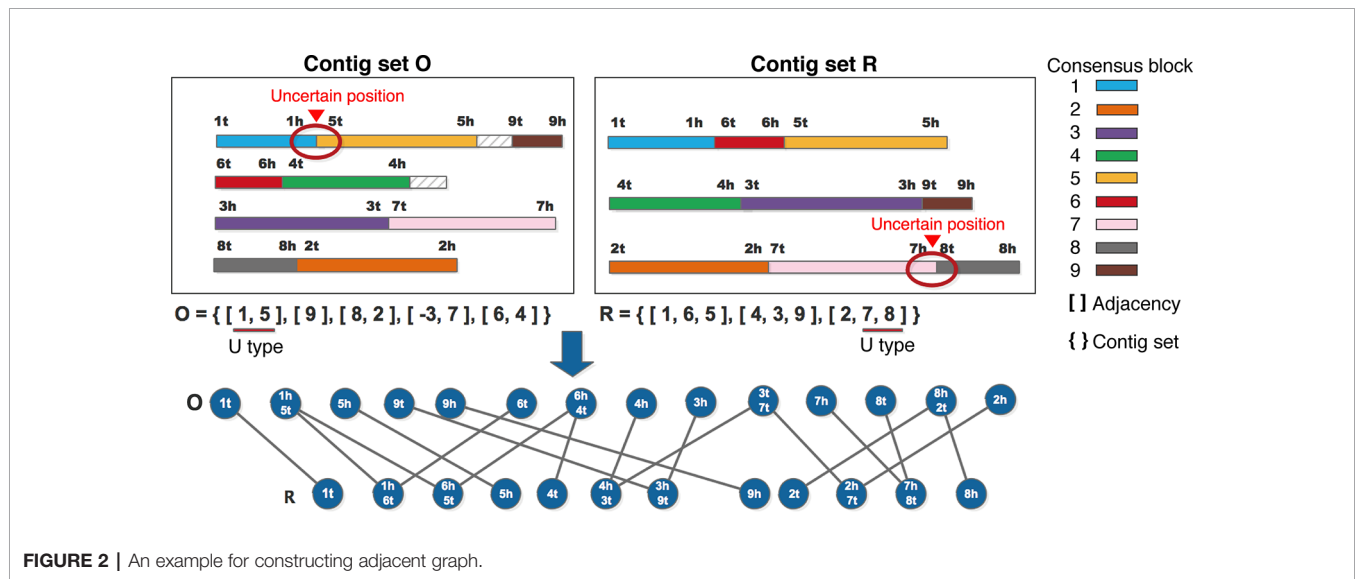 Contig set O
Contig set R
Consensus block
Uncertain position
1t 1h 5t 5h 9t 9h
6t 6h 4t 4h
3h 3t 7t 7h
8t 8h 2t 2h
1t 1h 6t 6h 5t 5h
4t 4h 3t 3h 9t 9h
Uncertain position
2t 2h 7t 7h 8t 8h
1
2
3
4
5
6
7
8
9
[ ] Adjacency
{ } Contig set
O = { [ 1, 5 ], [ 9 ], [ 8, 2 ], [ -3, 7 ], [ 6, 4 ] }
U type
R = { [ 1, 6, 5 ], [ 4, 3, 9 ], [ 2, 7, 8 ] }
U type
O
1t
1h
5t
5h
9t
9h
6t
6h
4t
4h
3h
3t
7t
7h
8t
8h
2t
2h
R
1t
1h
6t
6h
5t
5h
4t
4h
3t
3h
9t
9h
2t
2h
7t
7h
8t
8h
FIGURE 2 | An example for constructing adjacent graph.